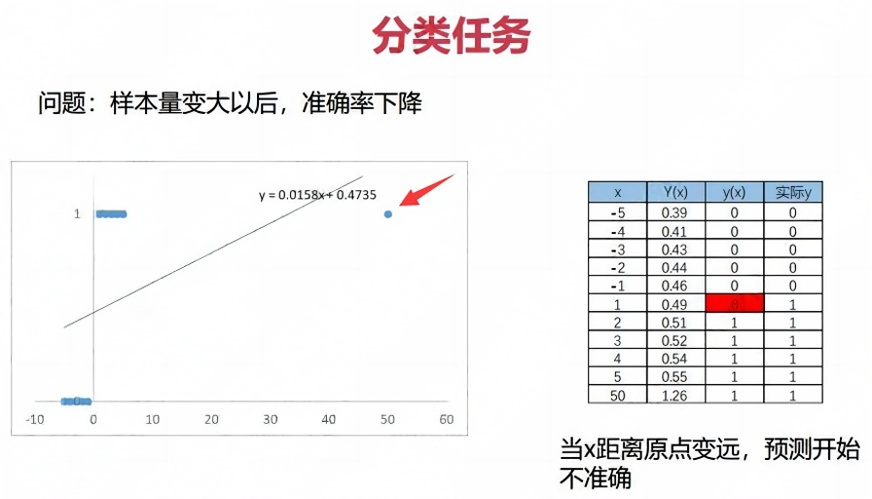 分类任务
问题：样本量变大以后，准确率下降
y = 0.0158x+ 0.4735
1
0
-10 0 10 20 30 40 50 60
x Y(x) y(x) 实际y
-5 0.39 0 0
-4 0.41 0 0
-3 0.43 0 0
-2 0.44 0 0
-1 0.46 0 0
1 0.49 0 1
2 0.51 1 1
3 0.52 1 1
4 0.54 1 1
5 0.55 1 1
50 1.26 1 1
当x距离原点变远，预测开始
不准确